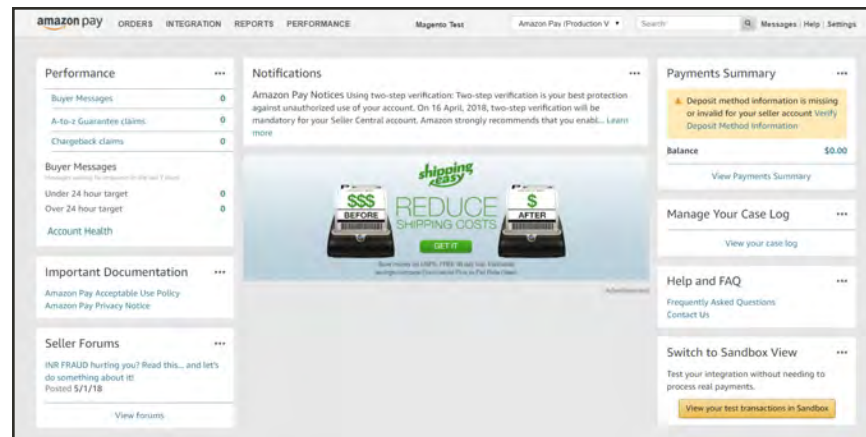 amazon pay ORDERS INTEGRATION REPORTS PERFORMANCE Magento Test Amazon Pay (Production V Search Messages | Help | Settings
Performance
Buyer Messages 0
A-to-z Guarantee claims 0
Chargeback claims 0
Buyer Messages
Under 24 hour target 0
Over 24 hour target 0
Account Health
Important Documentation
Amazon Pay Acceptable Use Policy
Amazon Pay Privacy Notice
Seller Forums
INR FRAUD hurting you? Read this... and let's
do something about it!
Posted 5/1/18
View forums
Notifications
Amazon Pay Notices Using two-step verification: Two-step verification is your best protection
against unauthorized use of your account. On 16 April, 2018, two-step verification will be
mandatory for your Seller Central account. Amazon strongly recommends that you enabl... Learn
more
shipping
easy
$$$
BEFORE
REDUCE
SHIPPING COSTS
GET IT
$
AFTER
Advertisement
Payments Summary
Deposit method information is missing
or invalid for your seller account Verify
Deposit Method Information
Balance $0.00
View Payments Summary
Manage Your Case Log
View your case log
Help and FAQ
Frequently Asked Questions
Contact Us
Switch to Sandbox View
Test your integration without needing to
process real payments.
View your test transactions in Sandbox